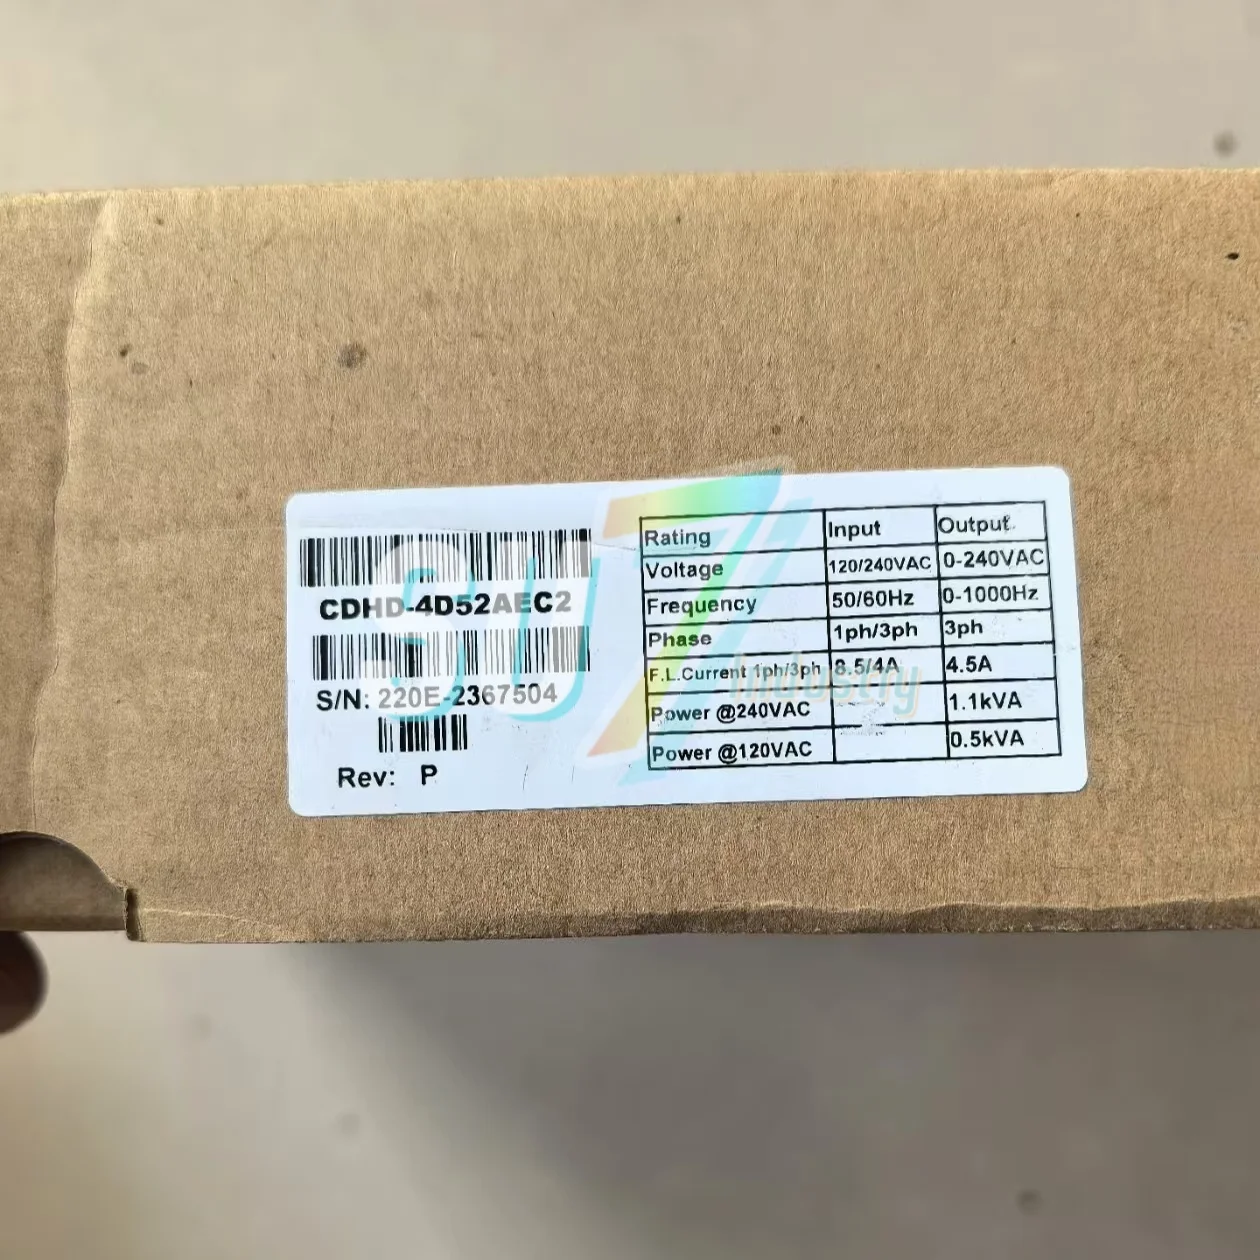 CDHD-4D52AEC2
S/N: 220E-2367504
Rev: P
Rating Input Output
Voltage 120/240VAC 0-240VAC
Frequency 50/60Hz 0-1000Hz
Phase 1ph/3ph 3ph
F.L.Current 1ph/3ph 8.5/4A 4.5A
Power @240VAC 1.1kVA
Power @120VAC 0.5kVA
SU7
Industry